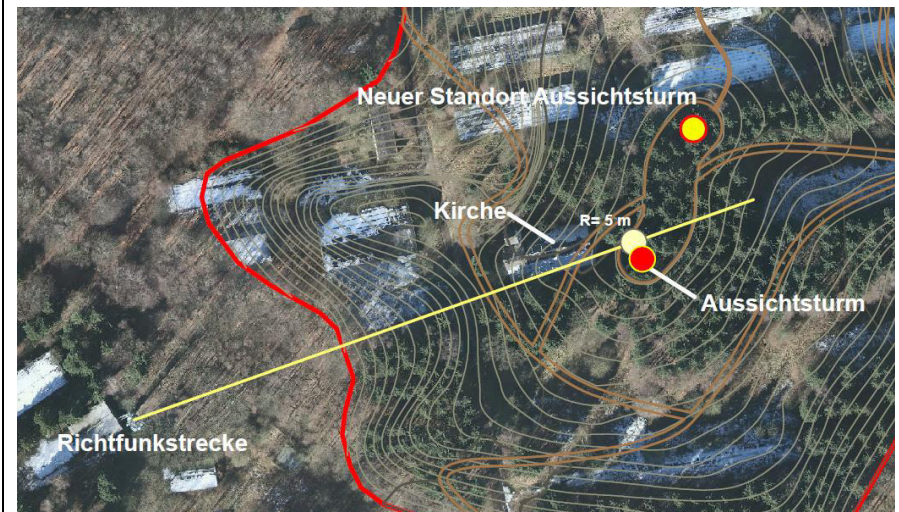 Neuer Standort Aussichtsturm
Kirche
R= 5 m
Aussichtsturm
Richtfunkstrecke